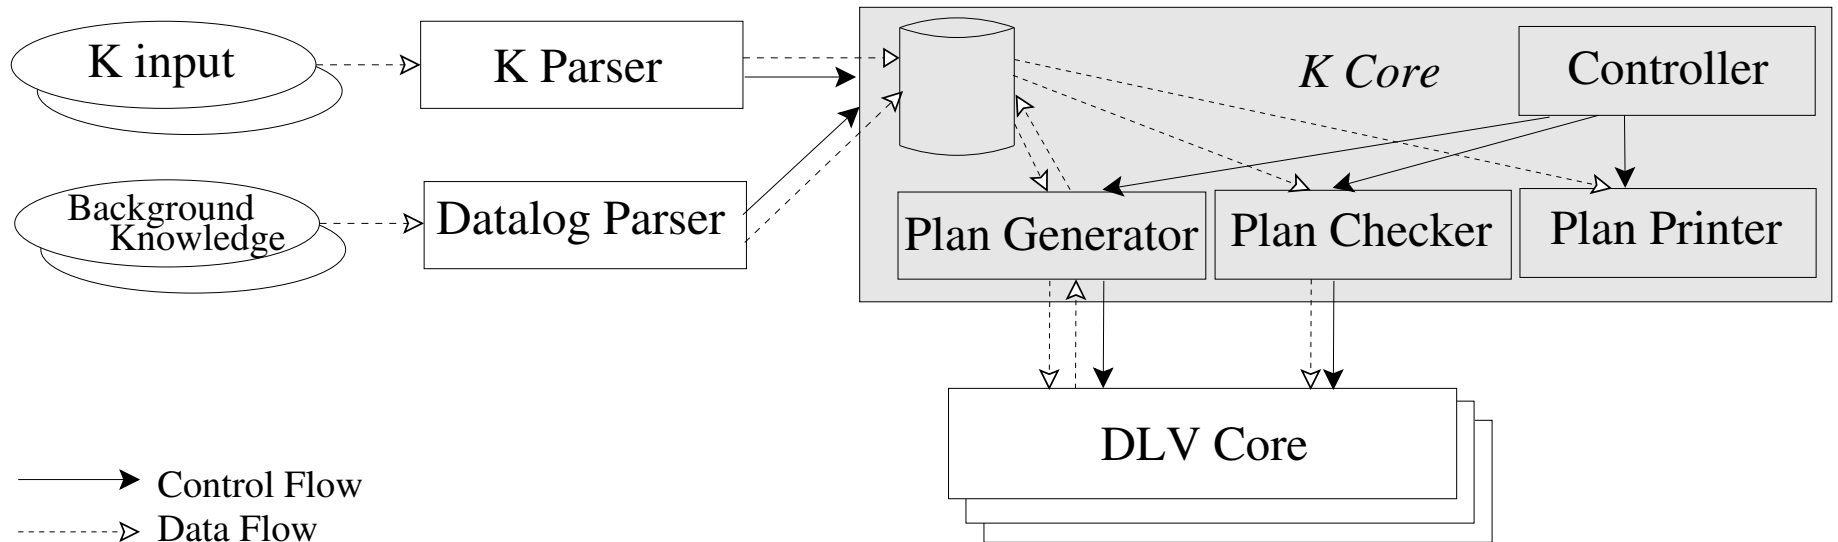 K input
K Parser
K Core
Controller
Background
Knowledge
Datalog Parser
Plan Generator
Plan Checker
Plan Printer
DLV Core
Control Flow
Data Flow